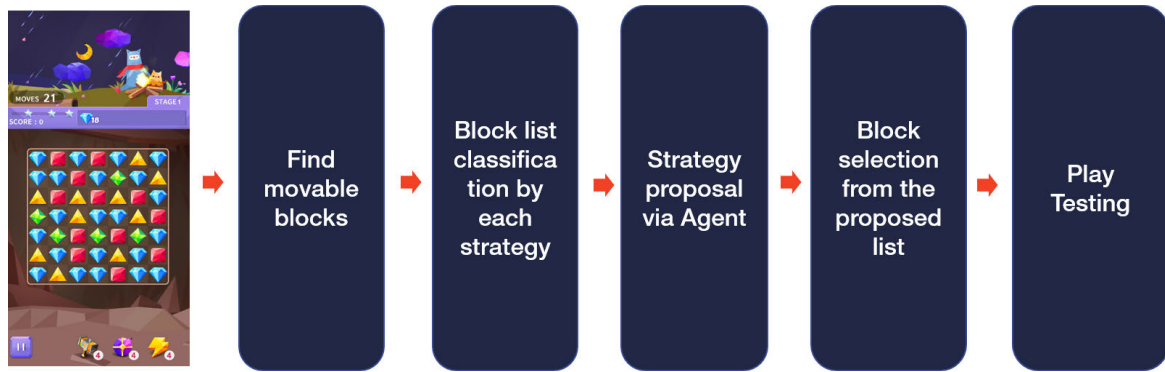 MOVES 21
STAGE 1
SCORE : 0
18
4
4
4
Find
movable
blocks
Block list
classifica
tion by
each
strategy
Strategy
proposal
via Agent
Block
selection
from the
proposed
list
Play
Testing